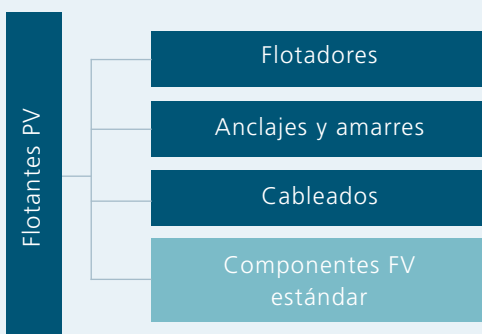 Flotantes PV
Flotadores
Anclajes y amarres
Cableados
Componentes FV
estándar